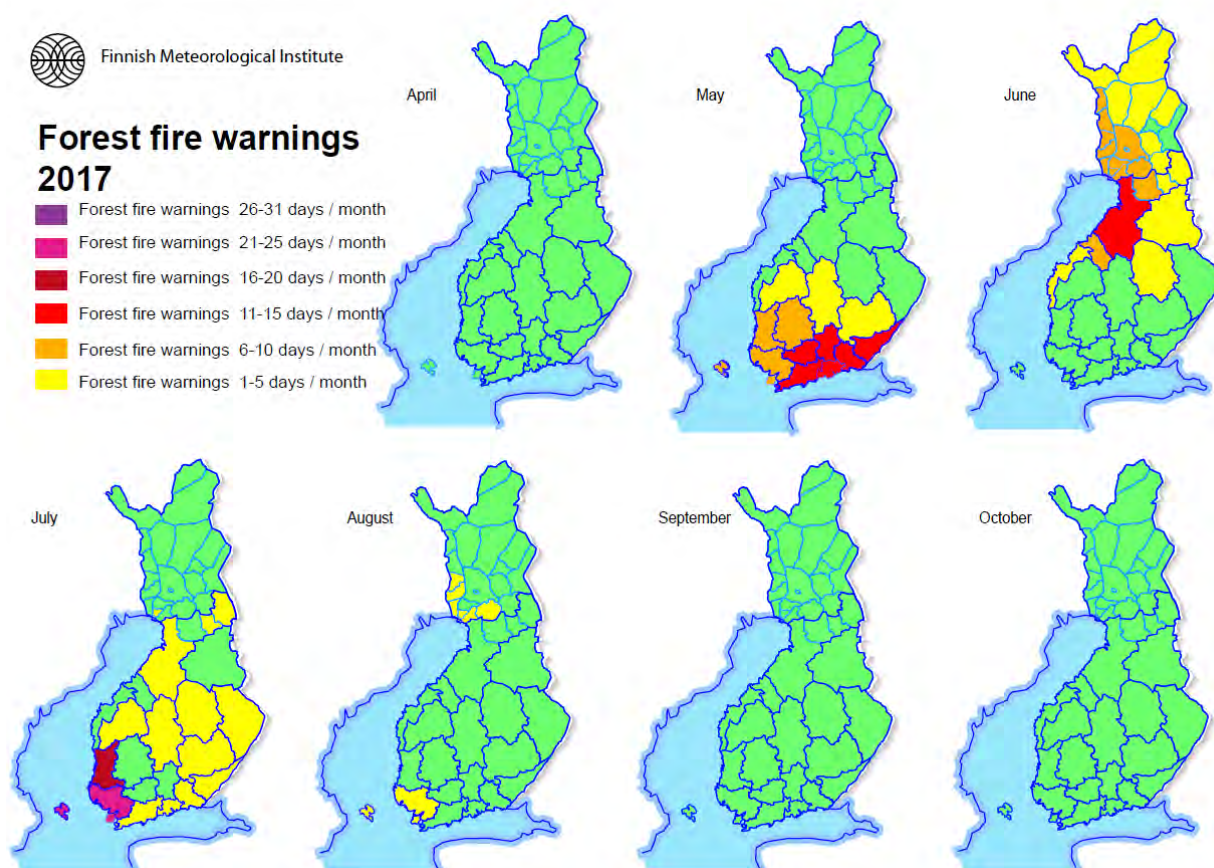 Finnish Meteorological Institute
Forest fire warnings
2017
Forest fire warnings 26-31 days / month
Forest fire warnings 21-25 days / month
Forest fire warnings 16-20 days / month
Forest fire warnings 11-15 days / month
Forest fire warnings 6-10 days / month
Forest fire warnings 1-5 days / month
April
May
June
July
August
September
October